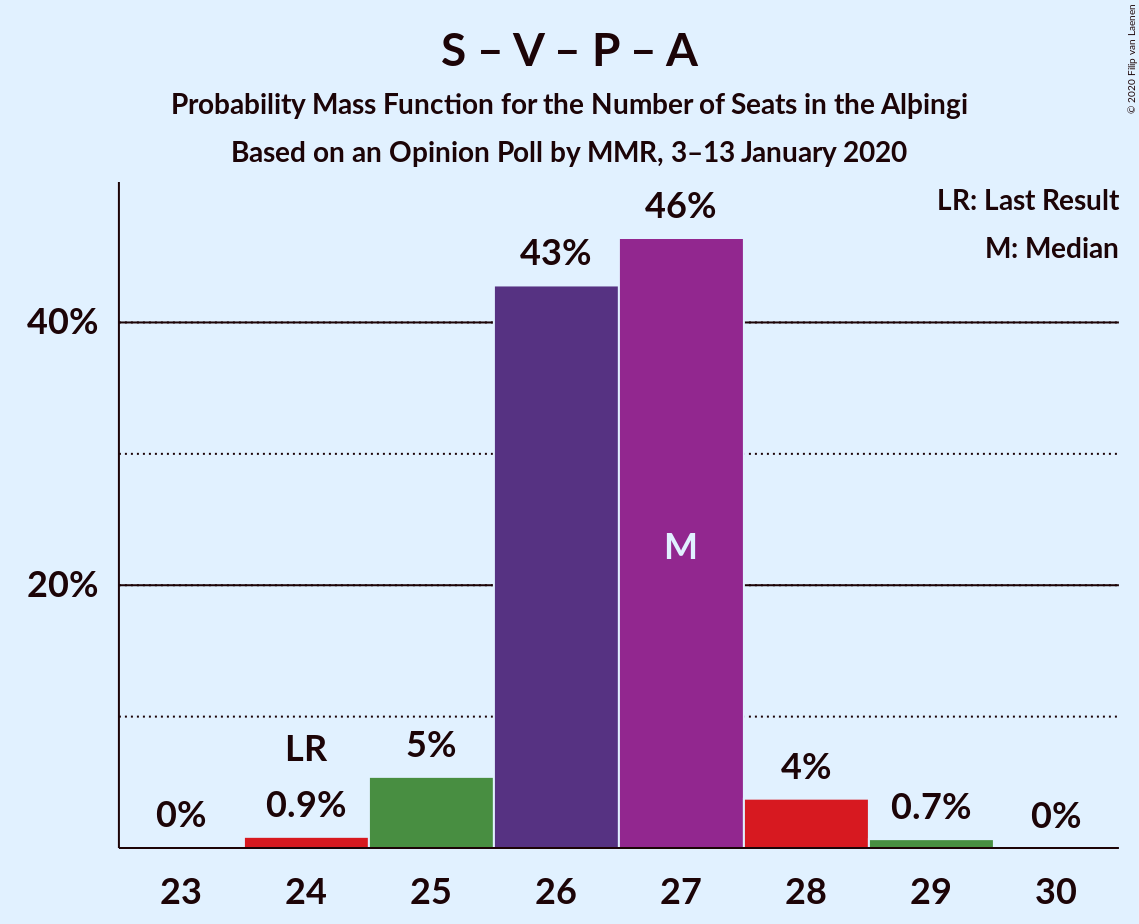 S – V – P – A
Probability Mass Function for the Number of Seats in the Alþingi
Based on an Opinion Poll by MMR, 3–13 January 2020
© 2020 Filip van Laenen
LR: Last Result
M: Median
40%
20%
0%
LR
0.9%
5%
43%
46%
M
4%
0.7%
0%
23 24 25 26 27 28 29 30